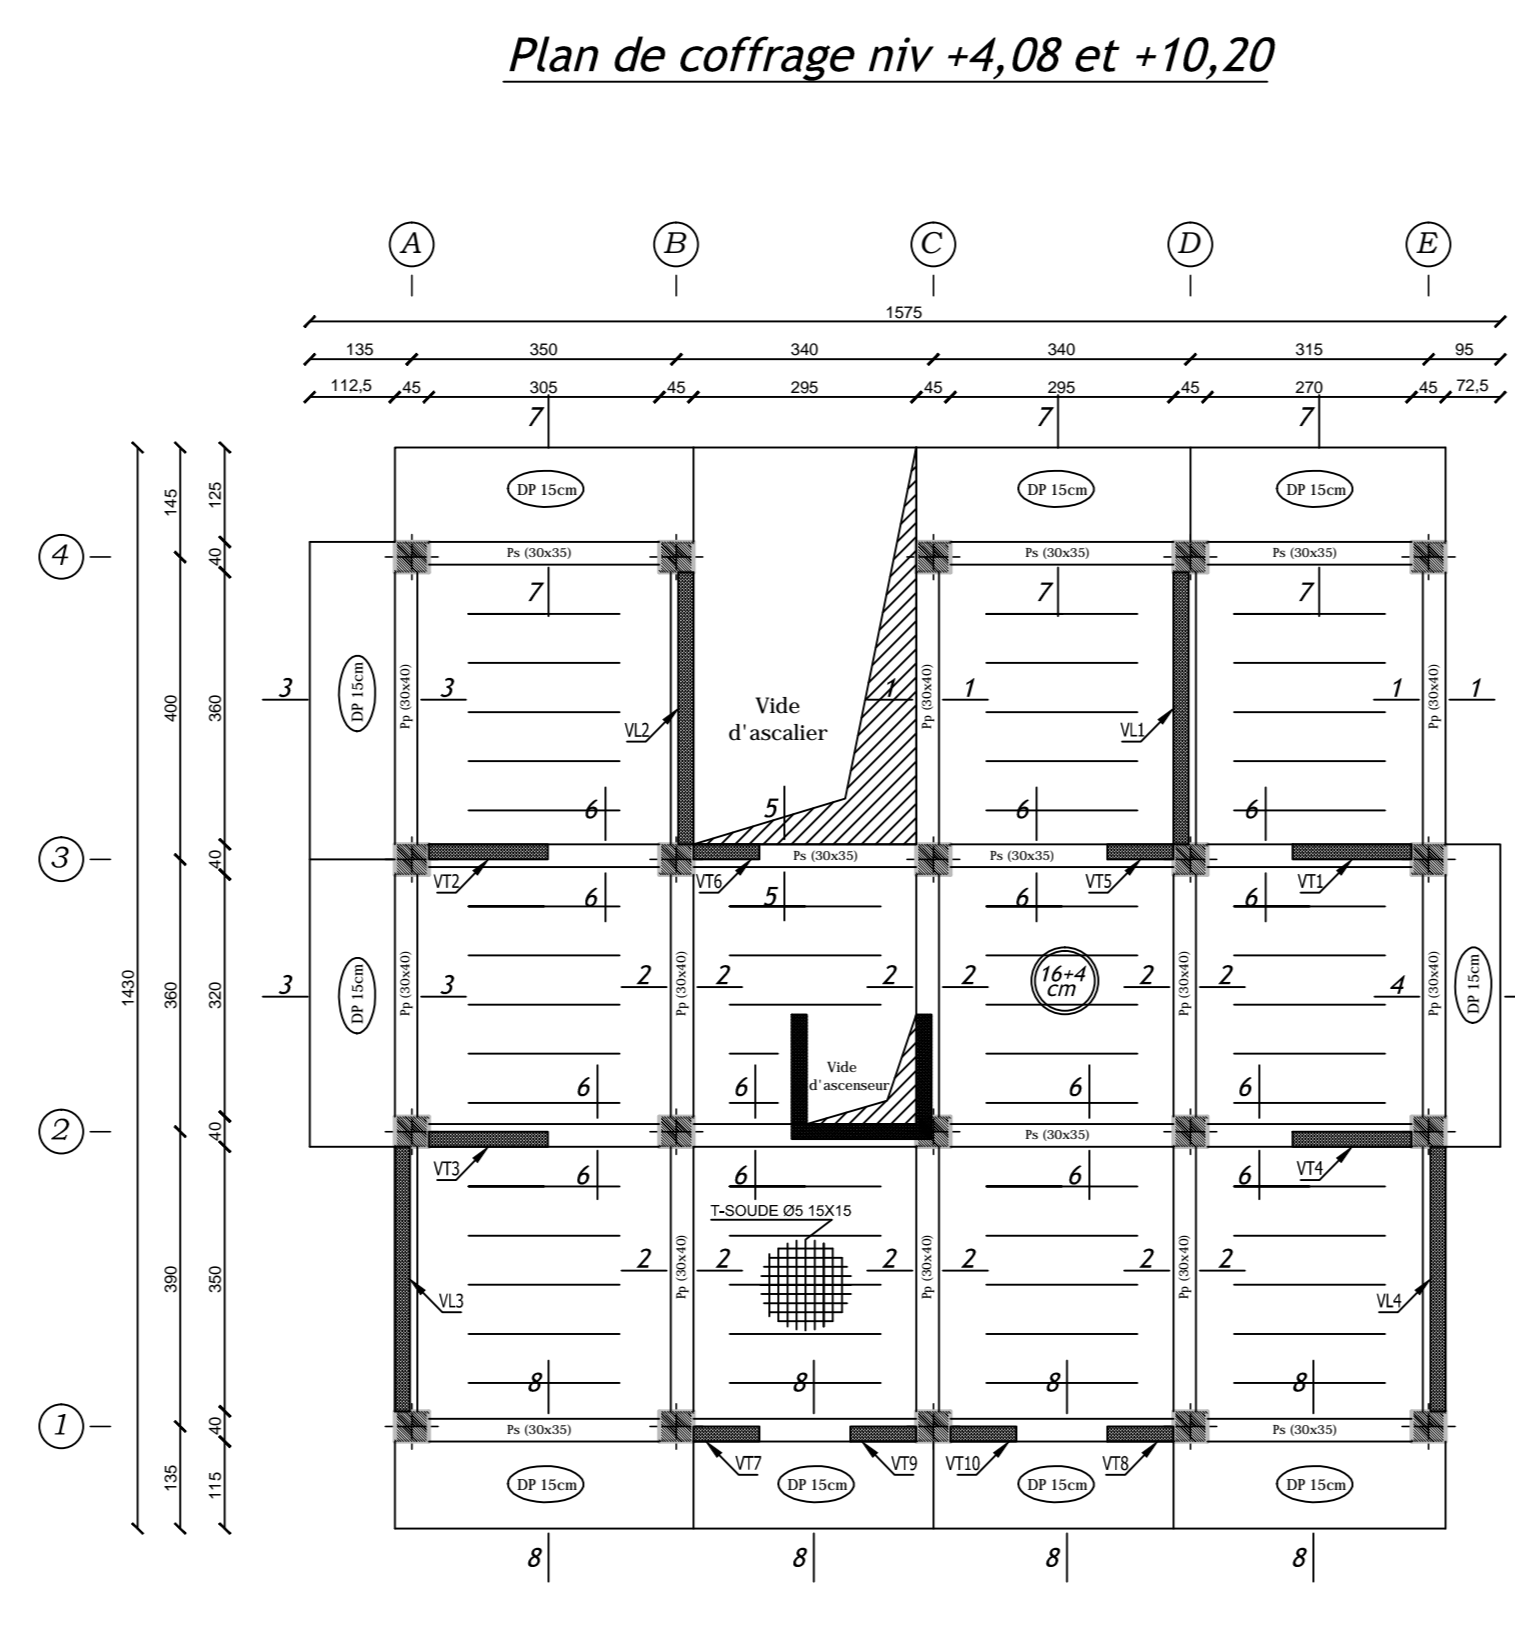 Plan de coffrage niv +4,08 et +10,20
A B C D E
1575
135 350 340 340 315 95
112,5 45 305 45 295 45 295 45 270 45 72,5
7 7 7
145 125
DP 15cm DP 15cm DP 15cm
4 40 Ps (30x35) Ps (30x35) Ps (30x35)
7 7 7
3 DP 15cm Pp (30x40) 3 1 Pp (30x40) 1 1 Pp (30x40) 1
400 360
Vide
d'ascalier
VL2 VL1
6 5 6 6
3 40 Ps (30x35) Ps (30x35)
VT2 VT6 VT5 VT1
6 5 6 6
1430 360 320
3 DP 15cm Pp (30x40) 3 2 Pp (30x40) 2 2 Pp (30x40) 2 2 Pp (30x40) 2 4 Pp (30x40) DP 15cm
16+4
cm
Vide
d'ascenseur
6 6 6 6
2 40 Ps (30x35)
VT3 VT4
6 6 6 6
T-SOUDE Ø5 15X15
390 350
2 Pp (30x40) 2 2 Pp (30x40) 2 2 Pp (30x40) 2
VL3 VL4
8 8 8 8
1 40 Ps (30x35) Ps (30x35)
VT7 VT9 VT10 VT8
135 115
DP 15cm DP 15cm DP 15cm DP 15cm
8 8 8 8